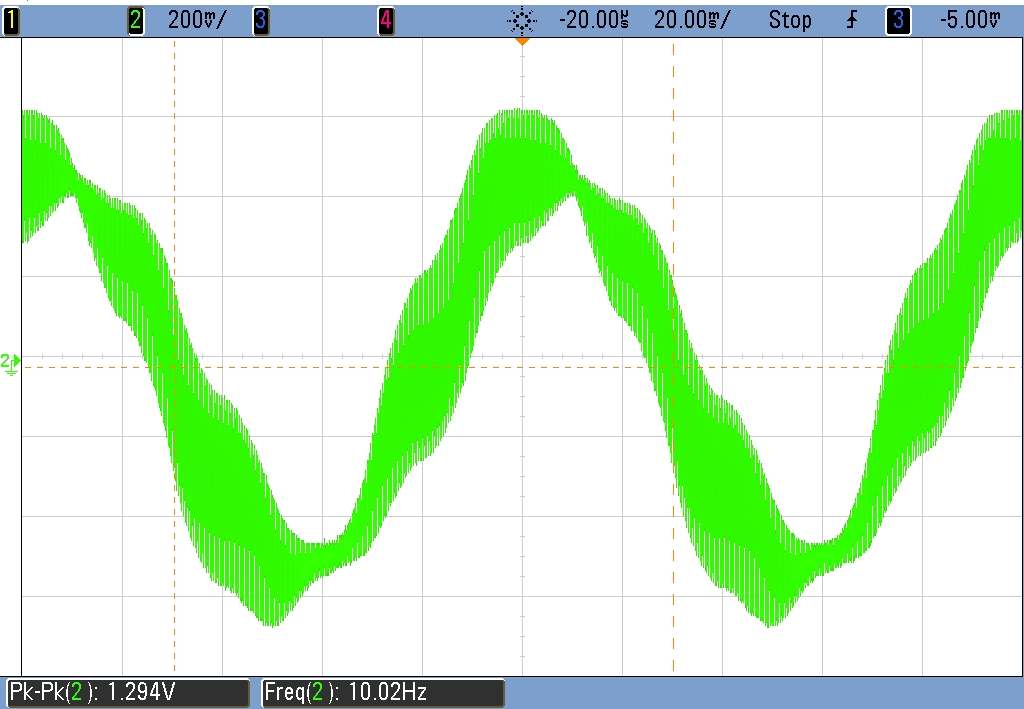 1 2 200mV/ 3 4 -20.00μs 20.00ms/ Stop 3 -5.00mV
2
Pk-Pk(2): 1.294V Freq(2): 10.02Hz